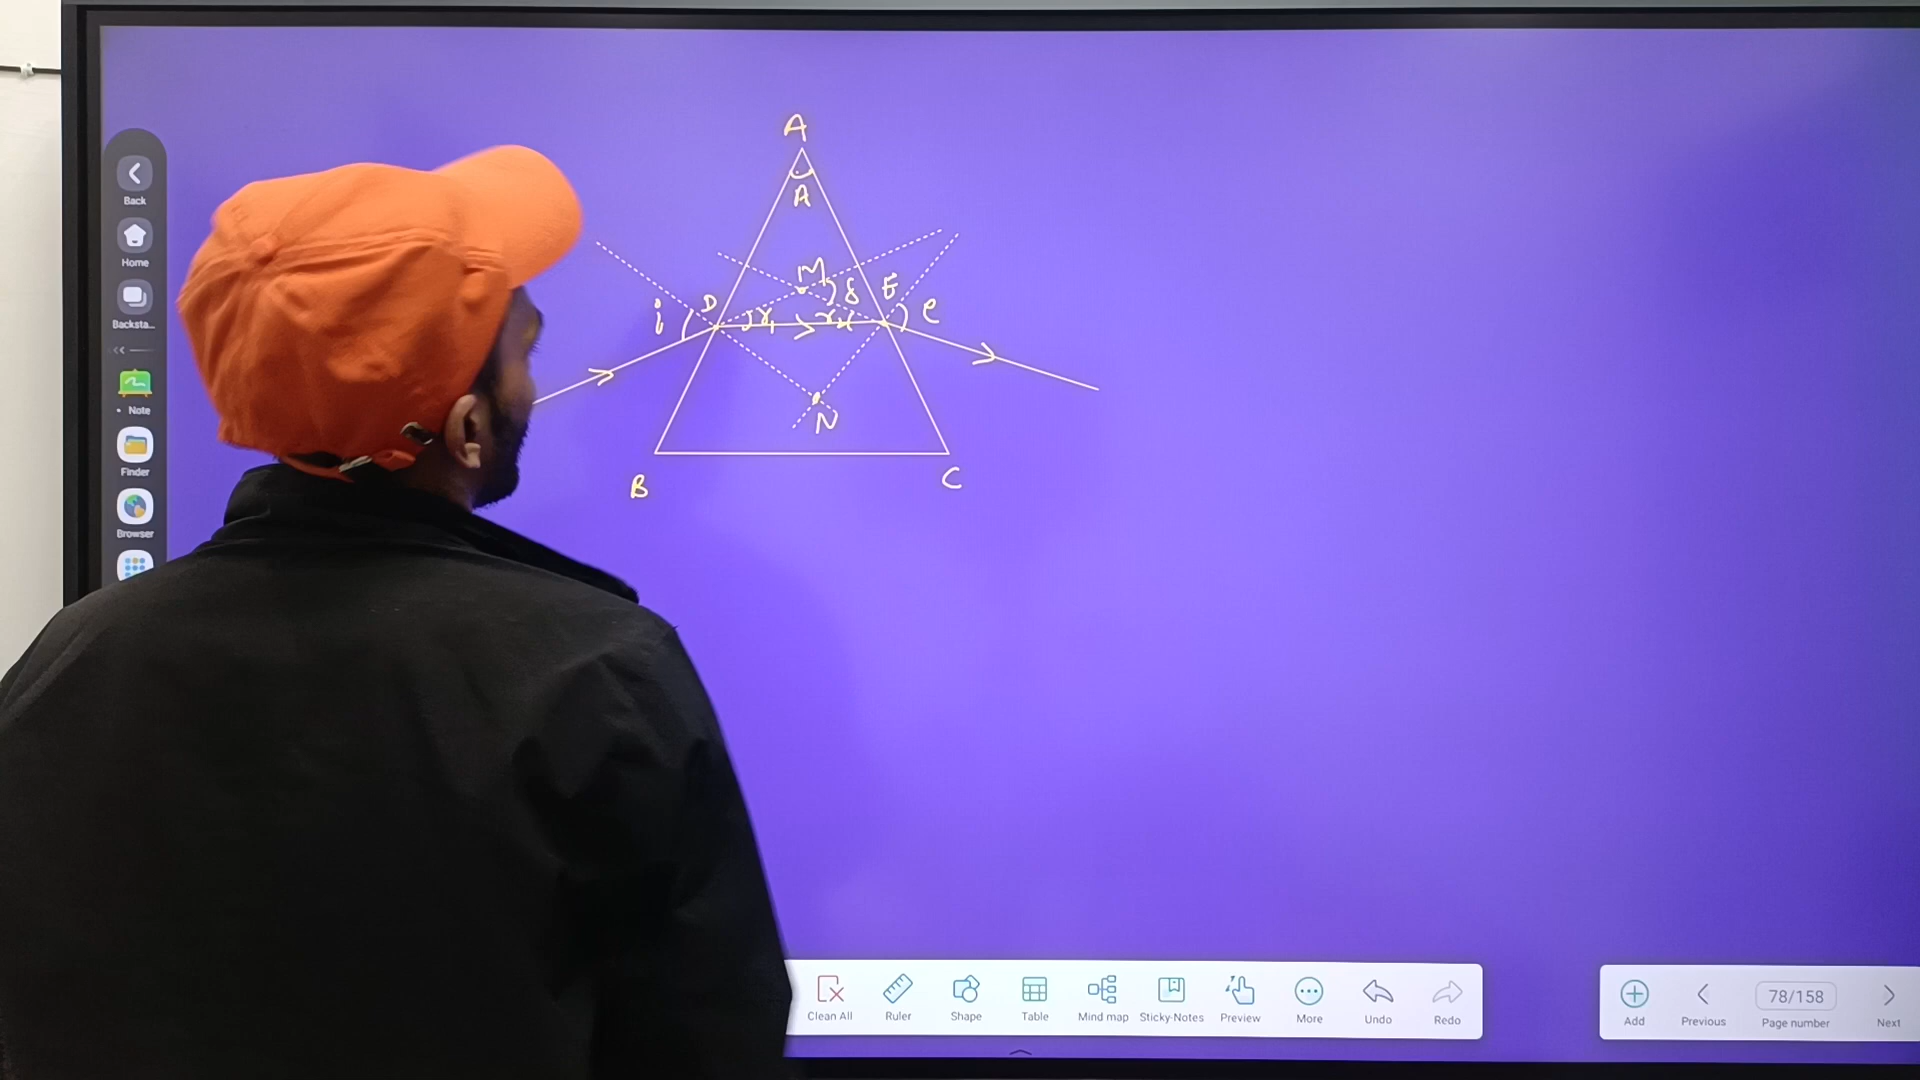 A
A
M
i D r₁ r₂ δ E e
N
B C
Back
Home
Backsta...
Note
Finder
Browser
Clean All Ruler Shape Table Mind map Sticky-Notes Preview More Undo Redo
Add Previous 78/158 Next
Page number